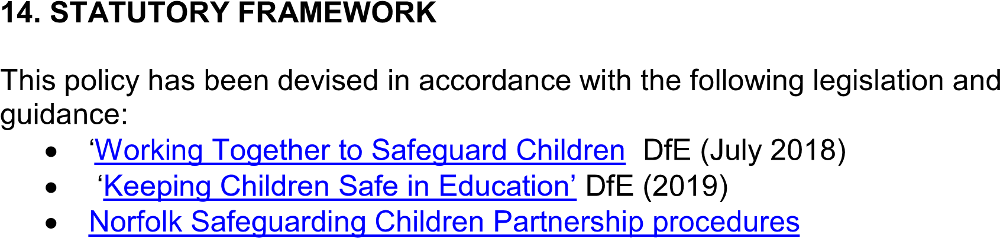 14. STATUTORY FRAMEWORK
This policy has been devised in accordance with the following legislation and
guidance:
• ‘Working Together to Safeguard Children  DfE (July 2018)
• ‘Keeping Children Safe in Education’ DfE (2019)
• Norfolk Safeguarding Children Partnership procedures